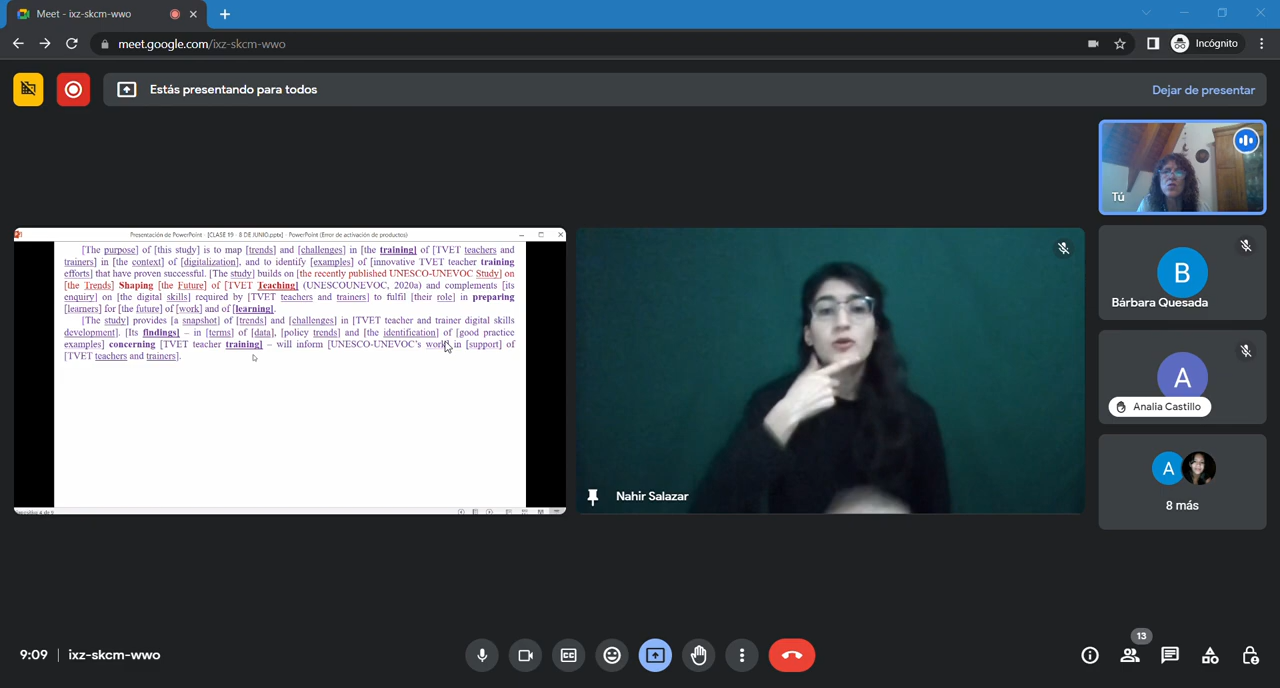 Meet - ixz-skcm-wwo
meet.google.com/ixz-skcm-wwo
Incógnito
Estás presentando para todos
Dejar de presentar
Tú
Presentación de PowerPoint - [CLASE 19 - 8 DE JUNIO.pptx] - PowerPoint (Error de activación de productos)
[The purpose] of [this study] is to map [trends] and [challenges] in [the training] of [TVET teachers and
trainers] in [the context] of [digitalization], and to identify [examples] of [innovative TVET teacher training
efforts] that have proven successful. [The study] builds on [the recently published UNESCO-UNEVOC Study] on
[the Trends] Shaping [the Future] of [TVET Teaching] (UNESCOUNEVOC, 2020a) and complements [its
enquiry] on [the digital skills] required by [TVET teachers and trainers] to fulfil [their role] in preparing
[learners] for [the future] of [work] and of [learning].
[The study] provides [a snapshot] of [trends] and [challenges] in [TVET teacher and trainer digital skills
development]. [Its findings] – in [terms] of [data], [policy trends] and [the identification] of [good practice
examples] concerning [TVET teacher training] – will inform [UNESCO-UNEVOC's work] in [support] of
[TVET teachers and trainers].
Nahir Salazar
B
Bárbara Quesada
A
Analia Castillo
A
8 más
9:09 | ixz-skcm-wwo
13